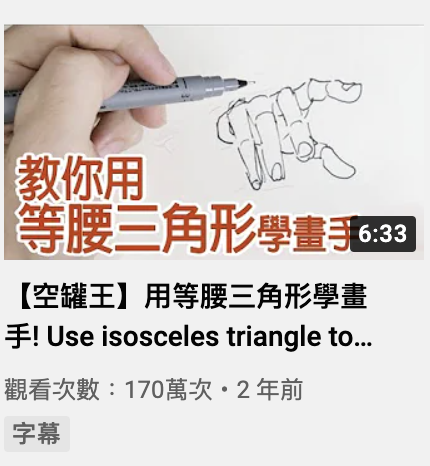 教你用
等腰三角形學畫手
6:33
【空罐王】用等腰三角形學畫
手! Use isosceles triangle to...
觀看次數：170萬次・2 年前
字幕